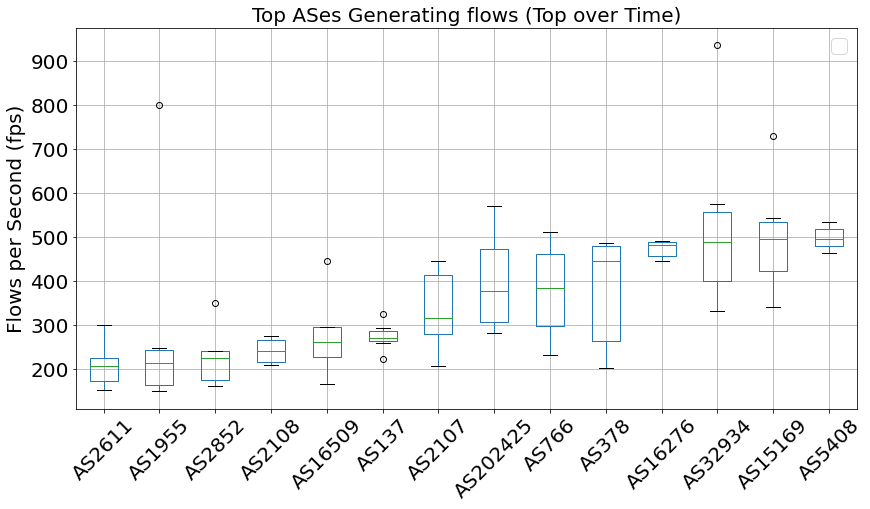 Top ASes Generating flows (Top over Time)
Flows per Second (fps)
900
800
700
600
500
400
300
200
AS2611
AS1955
AS2852
AS2108
AS16509
AS137
AS2107
AS202425
AS766
AS378
AS16276
AS32934
AS15169
AS5408